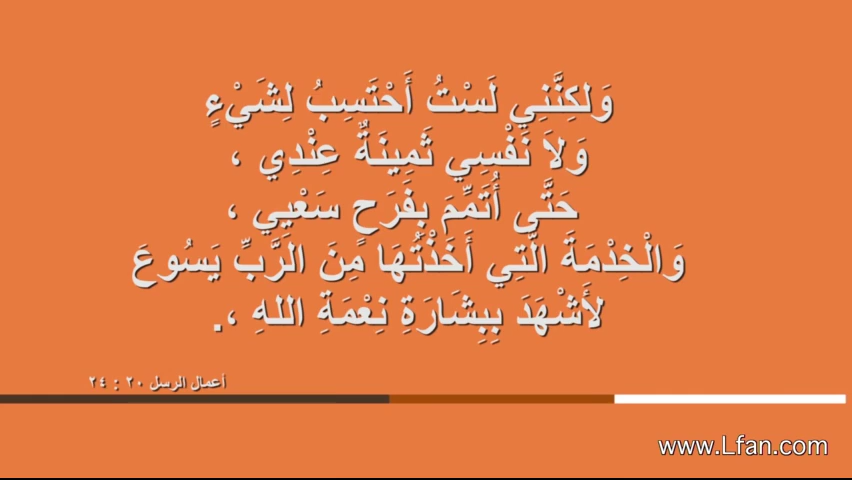 وَلكِنَّنِي لَسْتُ أَحْتَسِبُ لِشَيْءٍ
وَلاَ نَفْسِي ثَمِينَةٌ عِنْدِي ،
حَتَّى أُتَمِّمَ بِفَرَحٍ سَعْيِي ،
وَالْخِدْمَةَ الَّتِي أَخَذْتُهَا مِنَ الرَّبِّ يَسُوعَ
لأَشْهَدَ بِبِشَارَةِ نِعْمَةِ اللهِ ،.
أعمال الرسل ٢٠ : ٢٤
www.Lfan.com